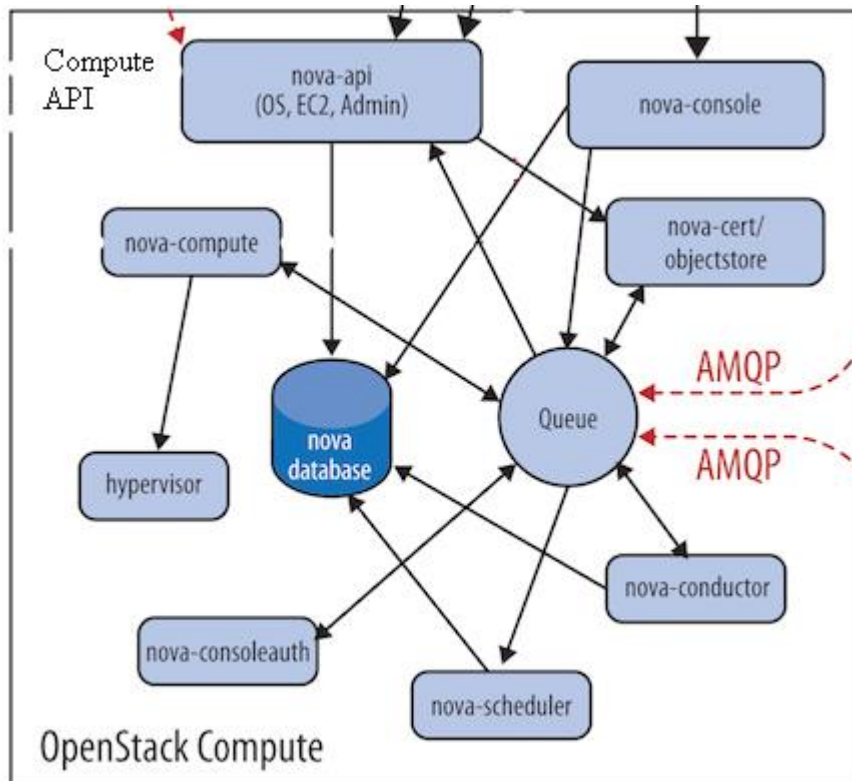 Compute
API
nova-api
(OS, EC2, Admin)
nova-console
nova-compute
nova-cert/
objectstore
AMQP
nova
database
Queue
AMQP
hypervisor
nova-conductor
nova-consoleauth
nova-scheduler
OpenStack Compute